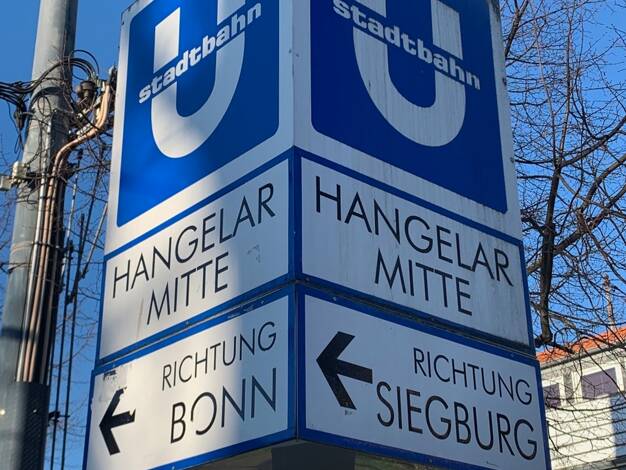 U
stadtbahn
HANGELAR
MITTE
RICHTUNG
BONN
U
stadtbahn
HANGELAR
MITTE
RICHTUNG
SIEGBURG